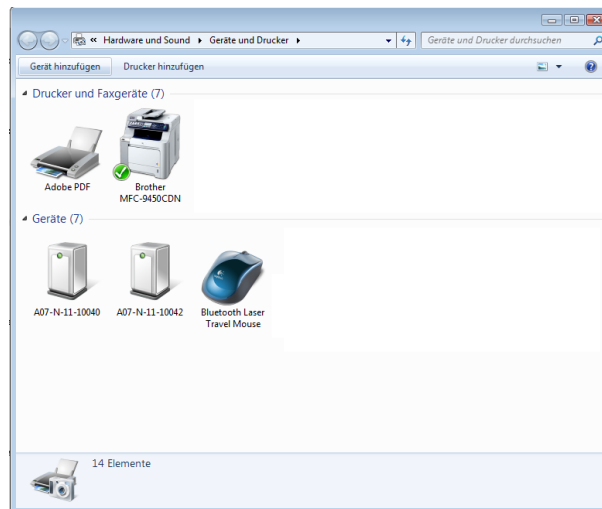 « Hardware und Sound ▸ Geräte und Drucker ▸ Geräte und Drucker durchsuchen
Gerät hinzufügen Drucker hinzufügen
Drucker und Faxgeräte (7)
Adobe PDF
Brother
MFC-9450CDN
Geräte (7)
A07-N-11-10040
A07-N-11-10042
Bluetooth Laser
Travel Mouse
14 Elemente